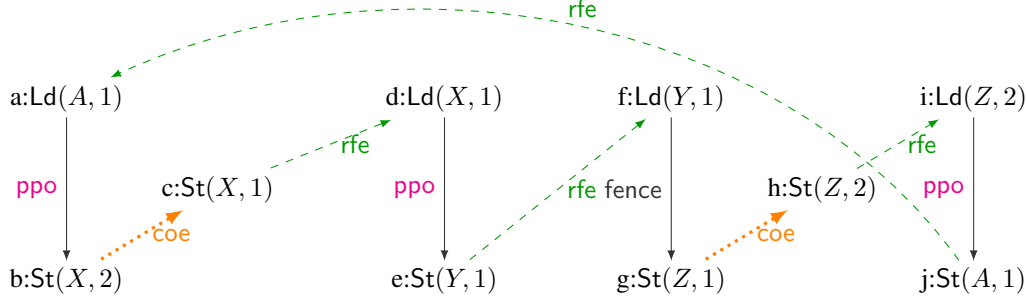 rfe
a:Ld(A, 1) d:Ld(X, 1) f:Ld(Y, 1) i:Ld(Z, 2)
rfe rfe
ppo c:St(X, 1) ppo rfe fence h:St(Z, 2) ppo
coe coe
b:St(X, 2) e:St(Y, 1) g:St(Z, 1) j:St(A, 1)